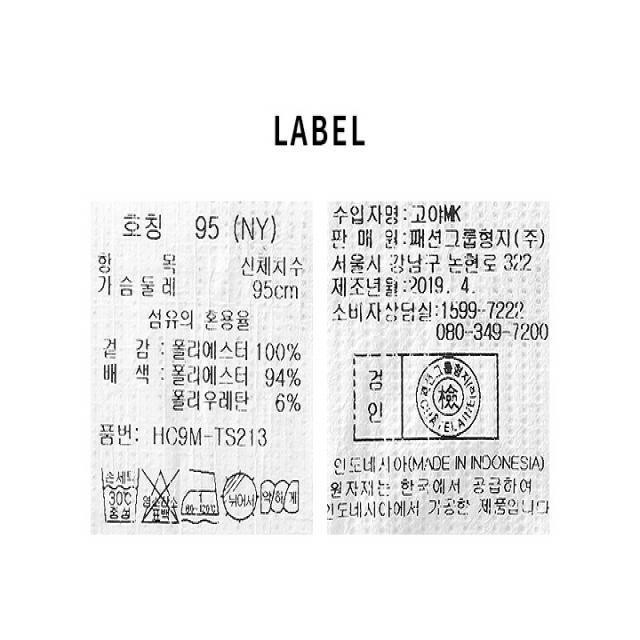 LABEL
호칭 95 (NY)
항 목 신체치수
가슴둘레 95cm
섬유의 혼용율
겉 감 : 폴리에스터 100%
배 색 : 폴리에스터 94%
폴리우레탄 6%
품번: HC9M-TS213
손세탁
30℃
중성
염소산소
표백
80-120℃
뉘어서
약하게
수입자명:고야MK
판 매 원:패션그룹형지(주)
서울시 강남구 논현로 322
제조년월:2019. 4.
소비자상담실:1599-7222
080-349-7200
검
인
패션그룹형지(주)
檢
CHATELAINE
인도네시아(MADE IN INDONESIA)
원자재는 한국에서 공급하여
인도네시아에서 가공한 제품입니다